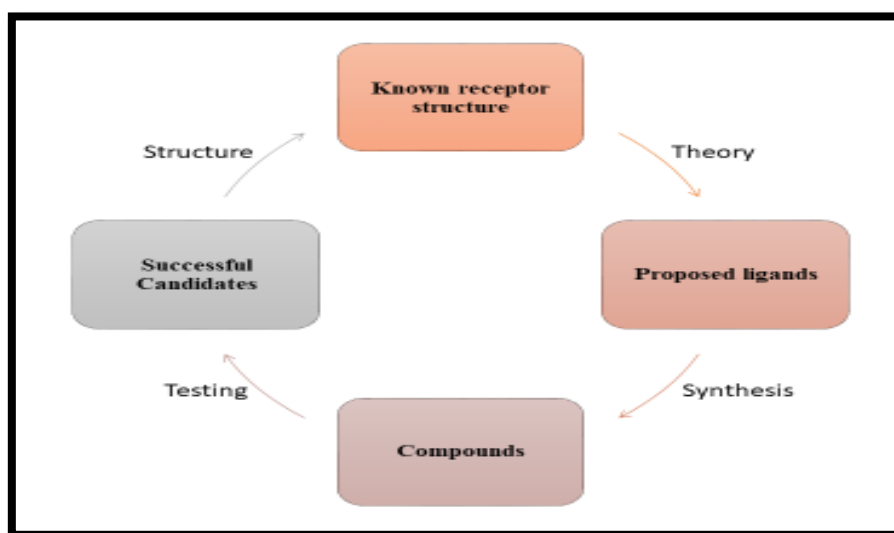 Known receptor
structure
Structure
Theory
Successful
Candidates
Proposed ligands
Testing
Synthesis
Compounds